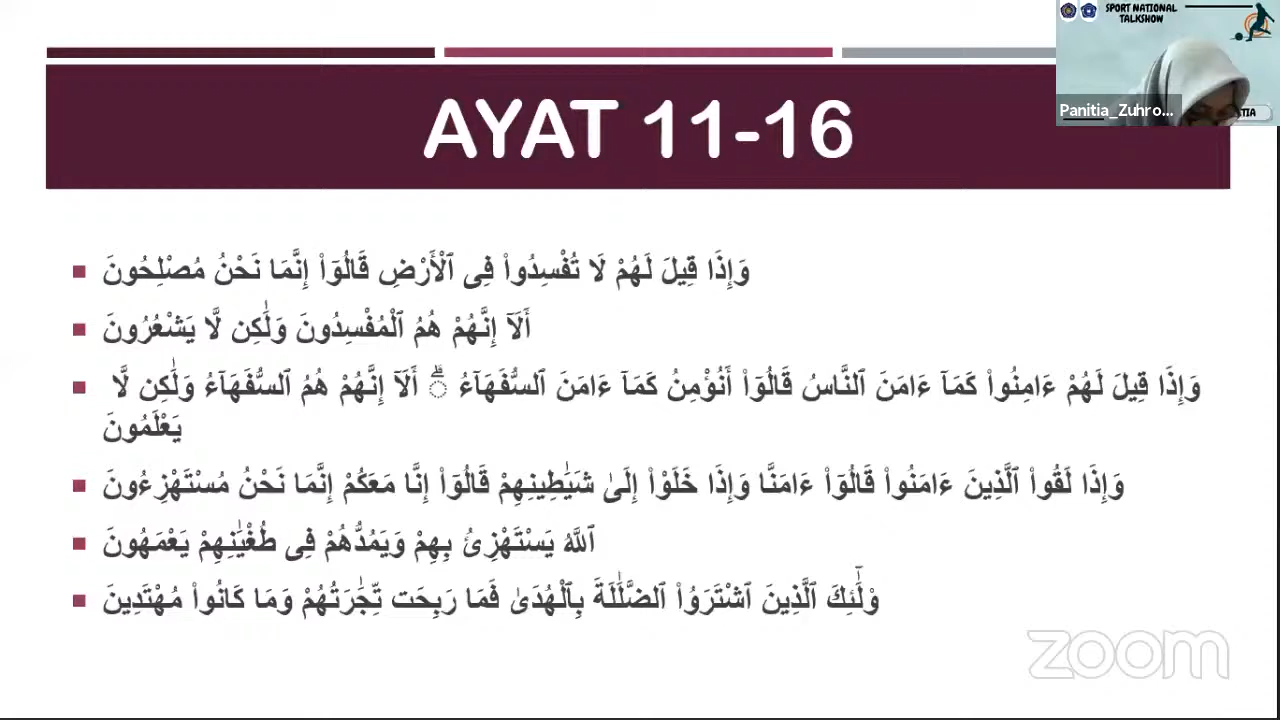 SPORT NATIONAL
TALKSHOW
Panitia_Zuhro...
TIA
AYAT 11-16
وَإِذَا قِيلَ لَهُمْ لَا تُفْسِدُوا۟ فِى ٱلْأَرْضِ قَالُوٓا۟ إِنَّمَا نَحْنُ مُصْلِحُونَ
أَلَآ إِنَّهُمْ هُمُ ٱلْمُفْسِدُونَ وَلَٰكِن لَّا يَشْعُرُونَ
وَإِذَا قِيلَ لَهُمْ ءَامِنُوا۟ كَمَآ ءَامَنَ ٱلنَّاسُ قَالُوٓا۟ أَنُؤْمِنُ كَمَآ ءَامَنَ ٱلسُّفَهَآءُ ۗ أَلَآ إِنَّهُمْ هُمُ ٱلسُّفَهَآءُ وَلَٰكِن لَّا
يَعْلَمُونَ
وَإِذَا لَقُوا۟ ٱلَّذِينَ ءَامَنُوا۟ قَالُوٓا۟ ءَامَنَّا وَإِذَا خَلَوْا۟ إِلَىٰ شَيَٰطِينِهِمْ قَالُوٓا۟ إِنَّا مَعَكُمْ إِنَّمَا نَحْنُ مُسْتَهْزِءُونَ
ٱللَّهُ يَسْتَهْزِئُ بِهِمْ وَيَمُدُّهُمْ فِى طُغْيَٰنِهِمْ يَعْمَهُونَ
و۟لَٰٓئِكَ ٱلَّذِينَ ٱشْتَرَوُا۟ ٱلضَّلَٰلَةَ بِٱلْهُدَىٰ فَمَا رَبِحَت تِّجَٰرَتُهُمْ وَمَا كَانُوا۟ مُهْتَدِينَ
zoom